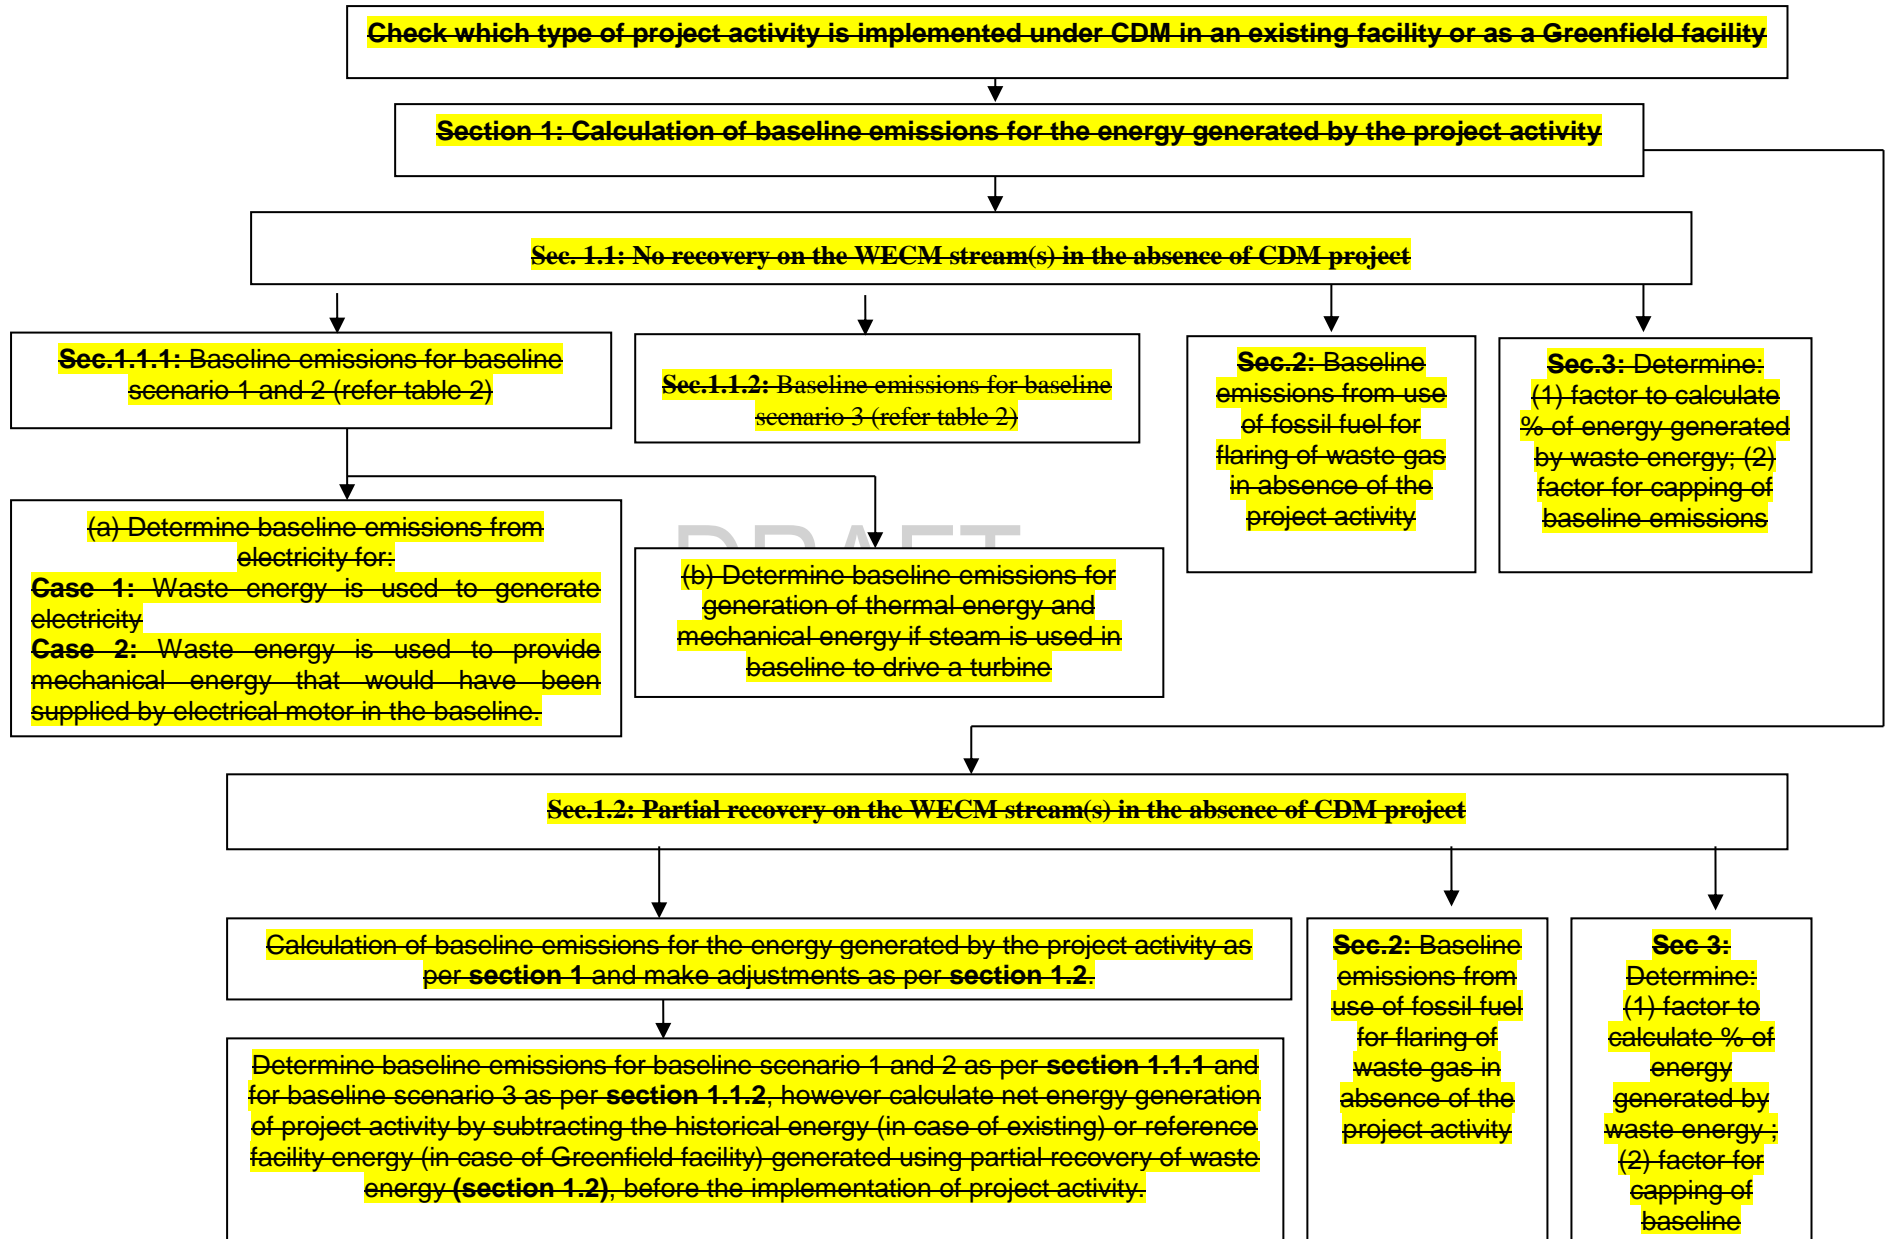 Check which type of project activity is implemented under CDM in an existing facility or as a Greenfield facility
Section 1: Calculation of baseline emissions for the energy generated by the project activity
Sec. 1.1: No recovery on the WECM stream(s) in the absence of CDM project
Sec.1.1.1: Baseline emissions for baseline
scenario 1 and 2 (refer table 2)
Sec.1.1.2: Baseline emissions for baseline
scenario 3 (refer table 2)
Sec.2: Baseline
emissions from use
of fossil fuel for
flaring of waste gas
in absence of the
project activity
Sec.3: Determine:
(1) factor to calculate
% of energy generated
by waste energy; (2)
factor for capping of
baseline emissions
(a) Determine baseline emissions from
electricity for:
Case 1: Waste energy is used to generate
electricity
Case 2: Waste energy is used to provide
mechanical energy that would have been
supplied by electrical motor in the baseline.
DRAFT
(b) Determine baseline emissions for
generation of thermal energy and
mechanical energy if steam is used in
baseline to drive a turbine
Sec.1.2: Partial recovery on the WECM stream(s) in the absence of CDM project
Calculation of baseline emissions for the energy generated by the project activity as
per section 1 and make adjustments as per section 1.2.
Determine baseline emissions for baseline scenario 1 and 2 as per section 1.1.1 and
for baseline scenario 3 as per section 1.1.2, however calculate net energy generation
of project activity by subtracting the historical energy (in case of existing) or reference
facility energy (in case of Greenfield facility) generated using partial recovery of waste
energy (section 1.2), before the implementation of project activity.
Sec.2: Baseline
emissions from
use of fossil fuel
for flaring of
waste gas in
absence of the
project activity
Sec 3:
Determine:
(1) factor to
calculate % of
energy
generated by
waste energy ;
(2) factor for
capping of
baseline